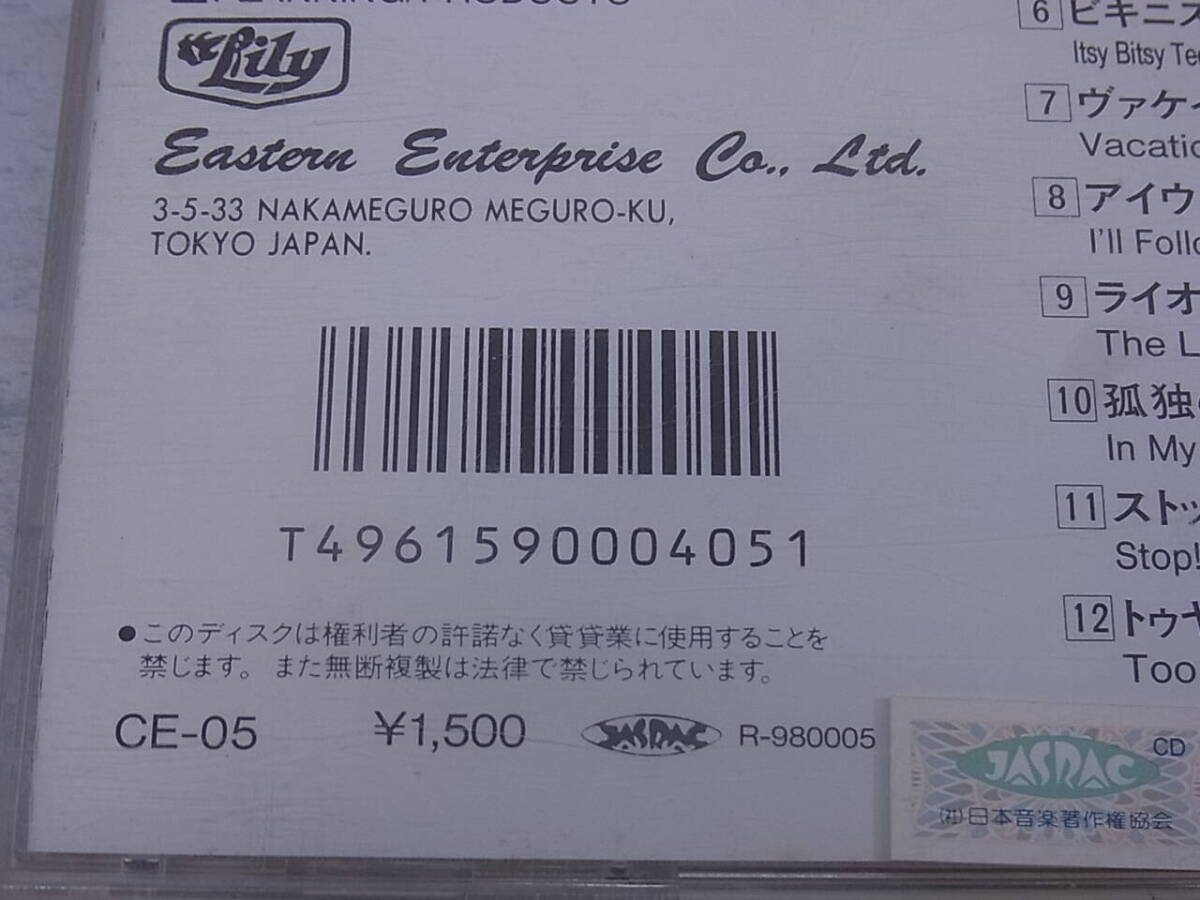 Lily
Eastern Enterprise Co., Ltd.
3-5-33 NAKAMEGURO MEGURO-KU,
TOKYO JAPAN.
T4961590004051
●このディスクは権利者の許諾なく貸貸業に使用することを
禁じます。また無断複製は法律で禁じられています。
CE-05 ¥1,500 JASRAC R-980005
6 ビキニス
Itsy Bitsy Tee
7 ヴァケイ
Vacatio
8 アイウ
I'll Follo
9 ライオ
The L
10 孤独
In My
11 ストッ
Stop!
12 トゥヤ
Too
JASRAC CD
(社)日本音楽著作権協会